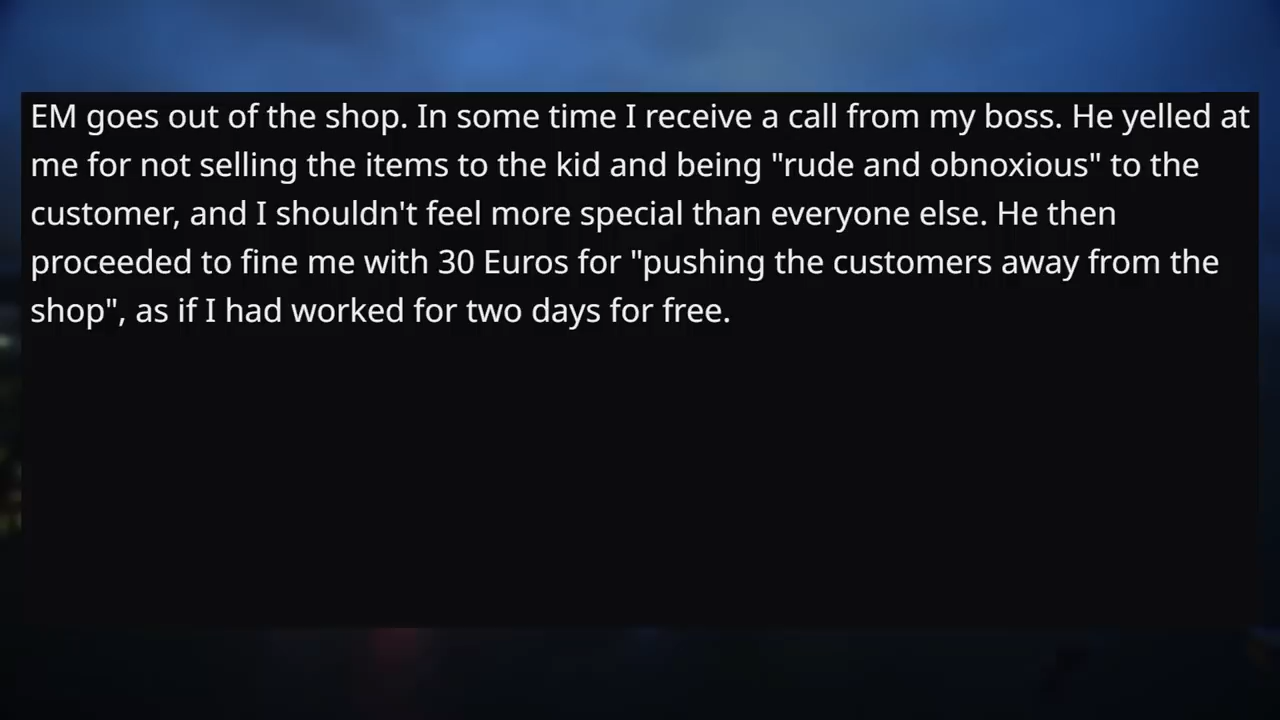 EM goes out of the shop. In some time I receive a call from my boss. He yelled at
me for not selling the items to the kid and being "rude and obnoxious" to the
customer, and I shouldn't feel more special than everyone else. He then
proceeded to fine me with 30 Euros for "pushing the customers away from the
shop", as if I had worked for two days for free.